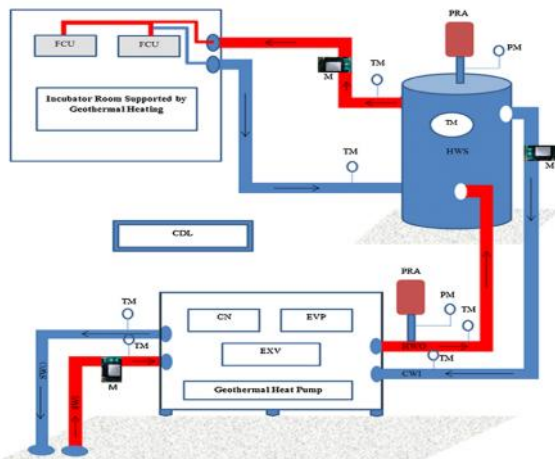 PRA
PM
FCU
FCU
TM
M
Incubator Room Supported by
Geothermal Heating
TM
HWS
M
TM
CDL
PRA
TM
PM
TM
CN
EVP
TM
HWO
TM
EXV
M
CWI
Geothermal Heat Pump